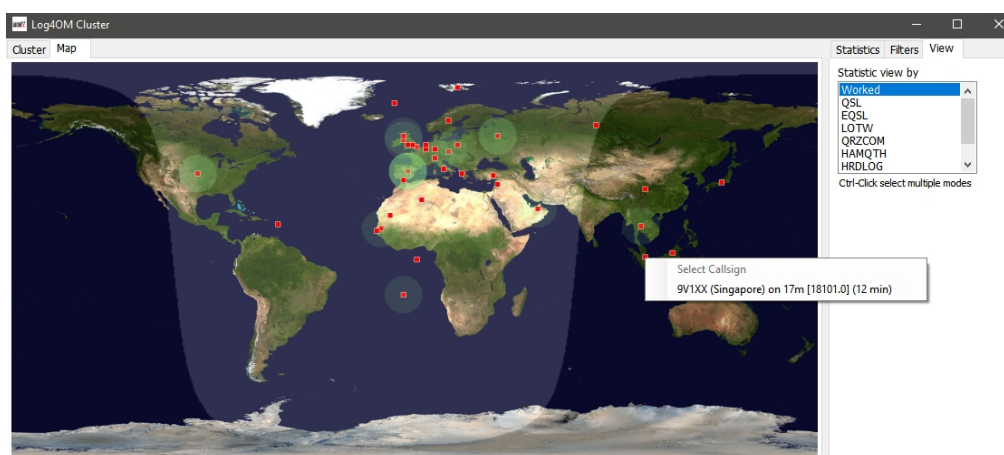 Log4OM Cluster
Cluster Map
Statistics Filters View
Statistic view by
Worked
QSL
EQSL
LOTW
QRZCOM
HAMQTH
HRDLOG
Ctrl-Click select multiple modes
Select Callsign
9V1XX (Singapore) on 17m [18101.0] (12 min)